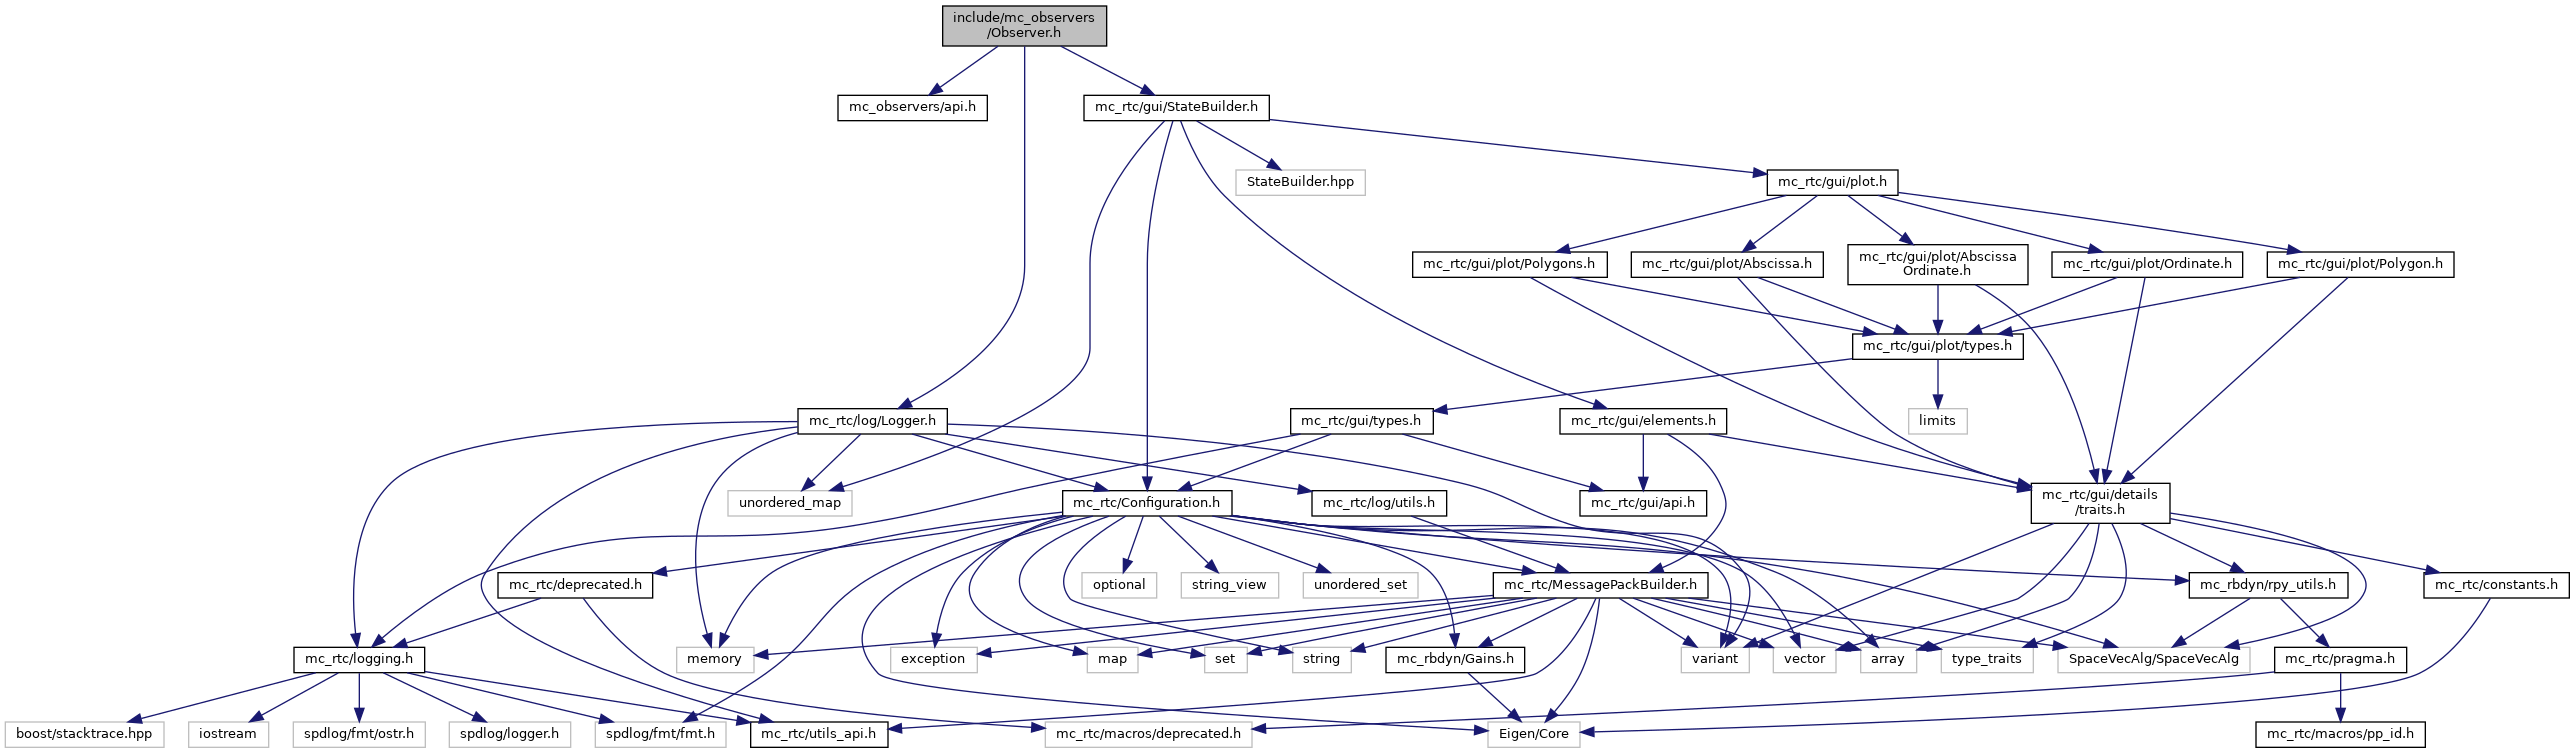 include/mc_observers
/Observer.h
mc_observers/api.h
mc_rtc/gui/StateBuilder.h
StateBuilder.hpp
mc_rtc/gui/plot.h
mc_rtc/gui/plot/Polygons.h
mc_rtc/gui/plot/Abscissa.h
mc_rtc/gui/plot/Abscissa
Ordinate.h
mc_rtc/gui/plot/Ordinate.h
mc_rtc/gui/plot/Polygon.h
mc_rtc/gui/plot/types.h
mc_rtc/log/Logger.h
mc_rtc/gui/types.h
mc_rtc/gui/elements.h
limits
unordered_map
mc_rtc/Configuration.h
mc_rtc/log/utils.h
mc_rtc/gui/api.h
mc_rtc/gui/details
/traits.h
mc_rtc/deprecated.h
optional
string_view
unordered_set
mc_rtc/MessagePackBuilder.h
mc_rbdyn/rpy_utils.h
mc_rtc/constants.h
mc_rtc/logging.h
memory
exception
map
set
string
mc_rbdyn/Gains.h
variant
vector
array
type_traits
SpaceVecAlg/SpaceVecAlg
mc_rtc/pragma.h
boost/stacktrace.hpp
iostream
spdlog/fmt/ostr.h
spdlog/logger.h
spdlog/fmt/fmt.h
mc_rtc/utils_api.h
mc_rtc/macros/deprecated.h
Eigen/Core
mc_rtc/macros/pp_id.h